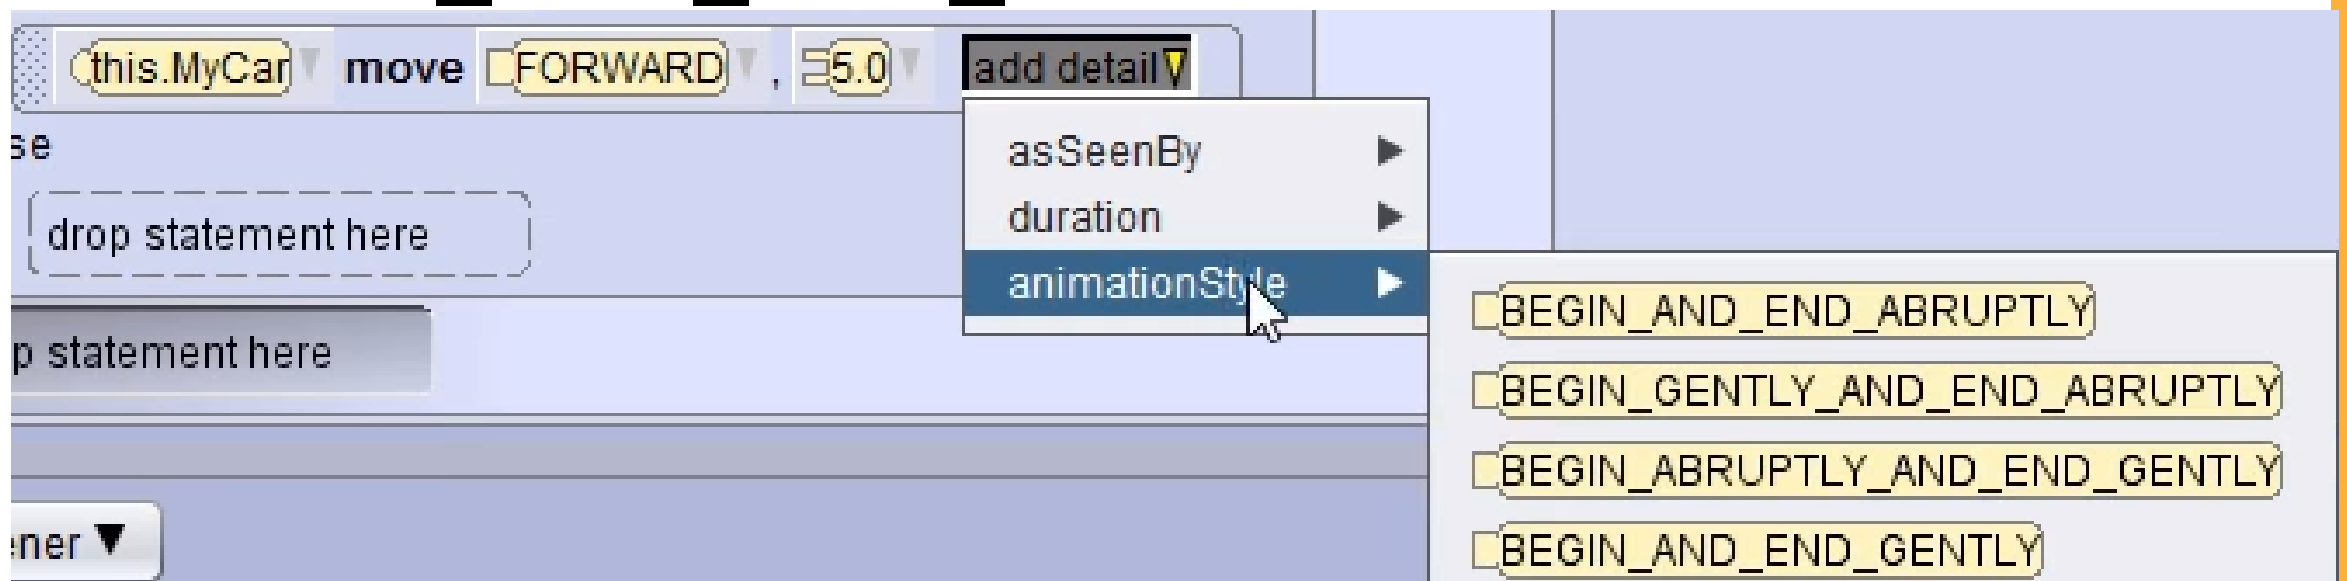 this.MyCar move FORWARD , 5.0 add detail
asSeenBy
se
duration
drop statement here
animationStyle
BEGIN_AND_END_ABRUPTLY
p statement here
BEGIN_GENTLY_AND_END_ABRUPTLY
BEGIN_ABRUPTLY_AND_END_GENTLY
ener
BEGIN_AND_END_GENTLY